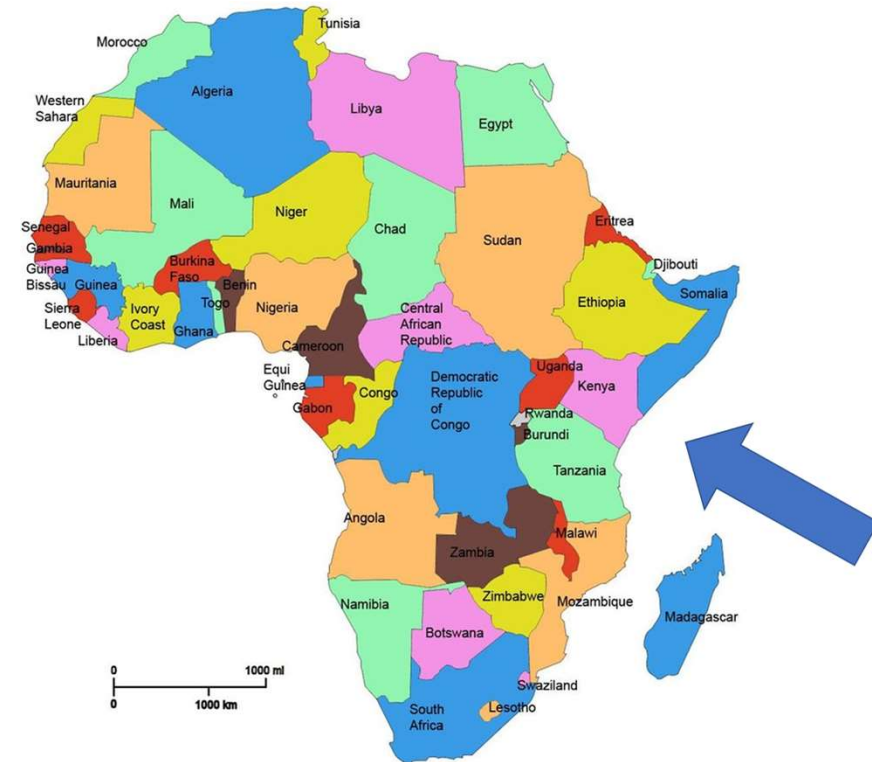 Tunisia
Morocco
Algeria
Libya
Egypt
Western
Sahara
Mauritania
Mali
Niger
Chad
Sudan
Eritrea
Senegal
Gambia
Guinea
Bissau
Guinea
Burkina
Faso
Benin
Djibouti
Somalia
Ethiopia
Sierra
Leone
Ivory
Coast
Togo
Ghana
Nigeria
Central
African
Republic
Liberia
Cameroon
Equi
Guinea
Congo
Gabon
Democratic
Republic
of
Congo
Uganda
Kenya
Rwanda
Burundi
Tanzania
Angola
Zambia
Malawi
Namibia
Zimbabwe
Mozambique
Madagascar
Botswana
Swaziland
South
Africa
Lesotho
0 1000 mi
0 1000 km